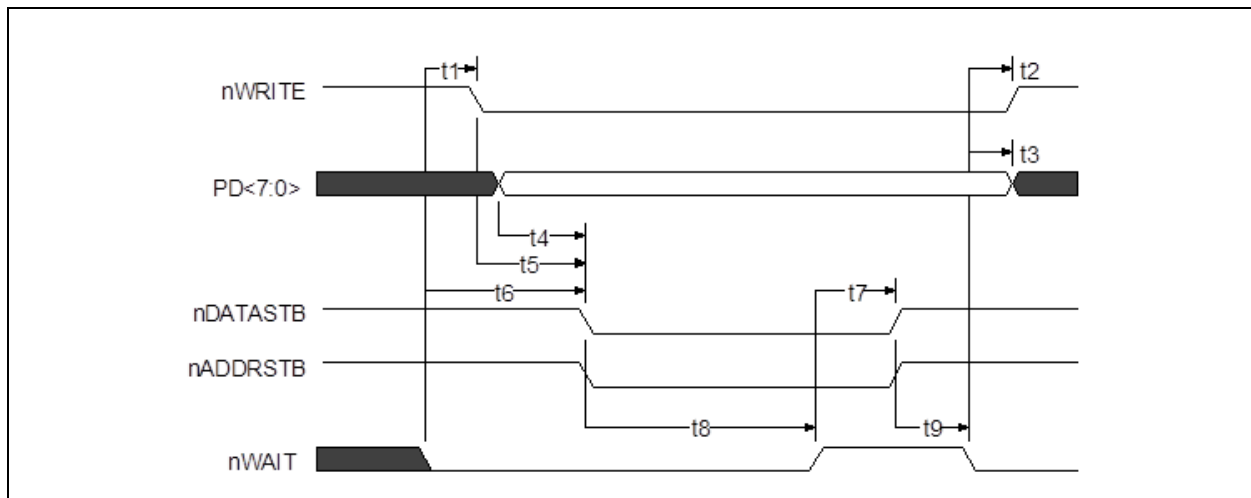 t1 t2
nWRITE
t3
PD<7:0>
t4
t5
t6 t7
nDATASTB
nADDRSTB
t8 t9
nWAIT